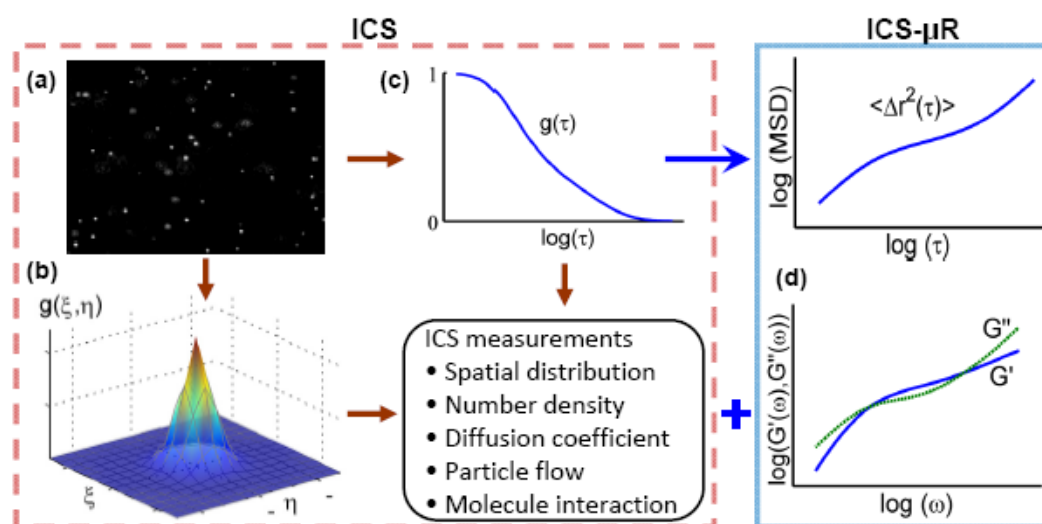 ICS
ICS-μR
(a)
(c)
1
g(τ)
0
log(τ)
log (MSD)
<Δr²(τ)>
log (τ)
(b)
g(ξ,η)
ξ
η
ICS measurements
• Spatial distribution
• Number density
• Diffusion coefficient
• Particle flow
• Molecule interaction
+
(d)
log(G'(ω),G"(ω))
G"
G'
log (ω)